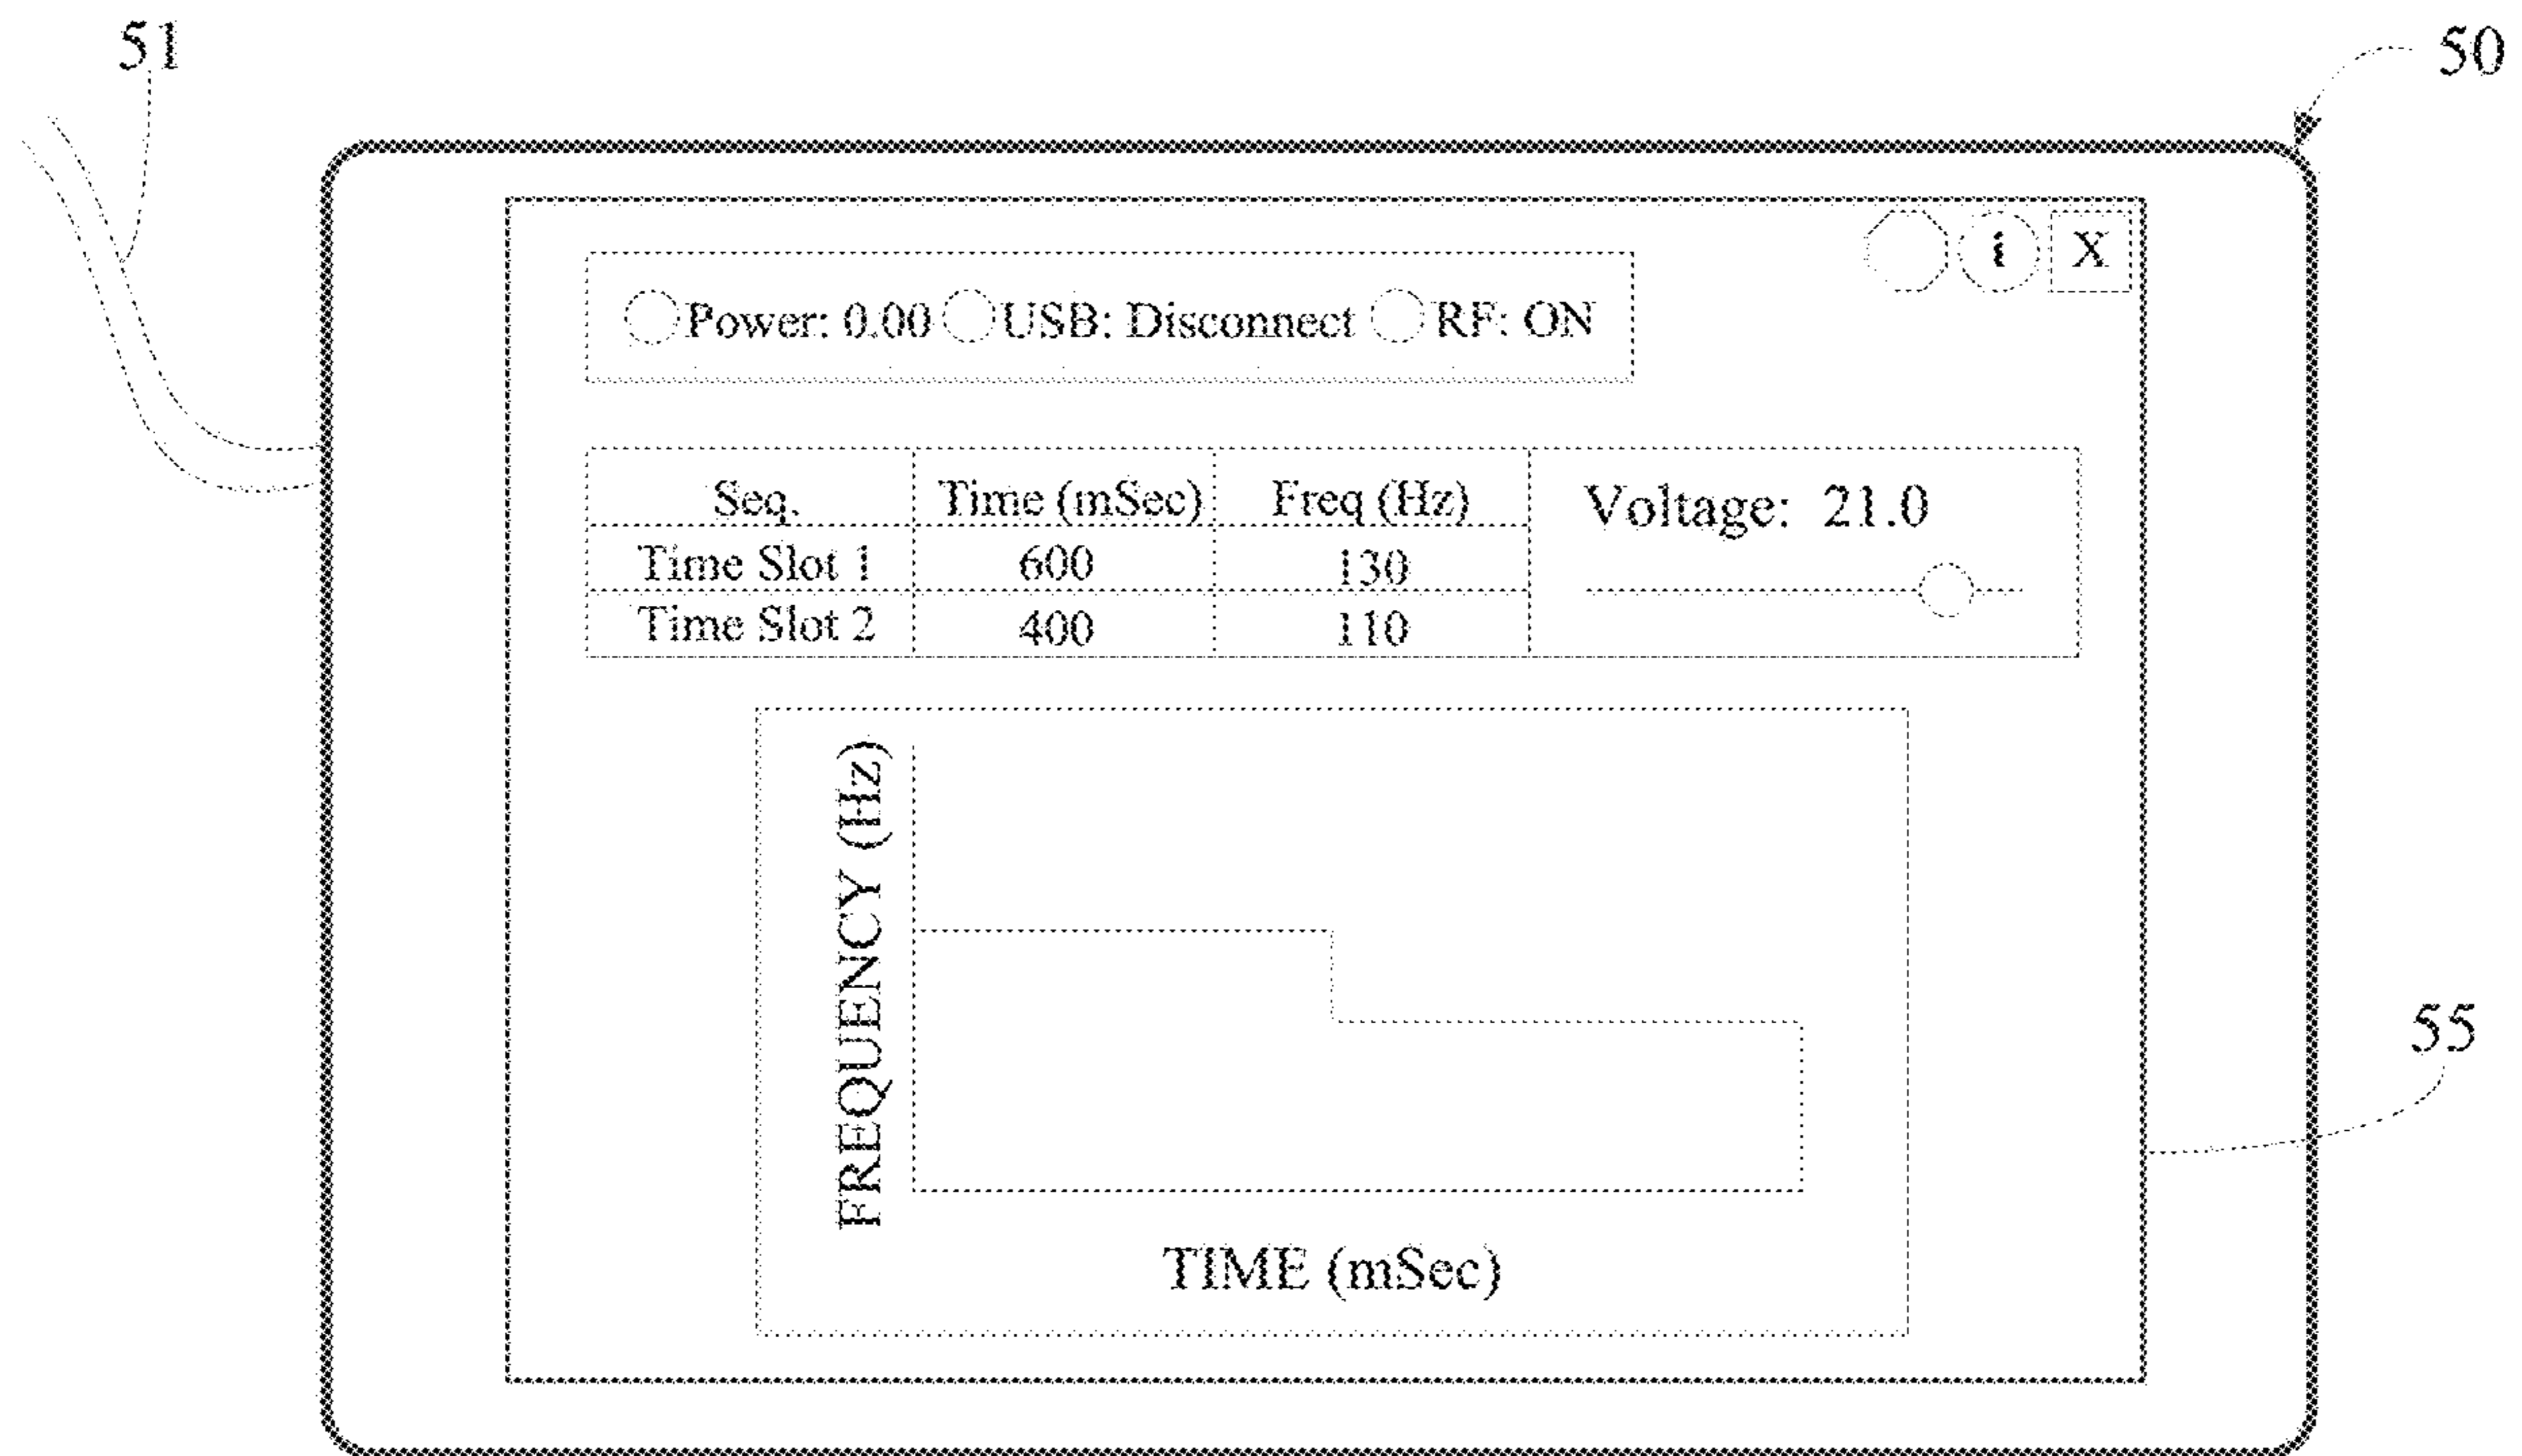 51
50
i X
Power: 0.00 USB: Disconnect RF: ON
Seq. Time (mSec) Freq (Hz)
Time Slot 1 600 130
Time Slot 2 400 110
Voltage: 21.0
FREQUENCY (Hz)
TIME (mSec)
55